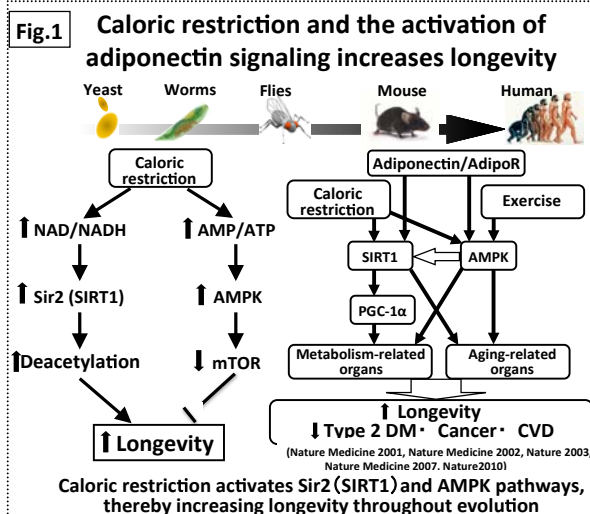 Fig.1
Caloric restriction and the activation of
adiponectin signaling increases longevity
Yeast
Worms
Flies
Mouse
Human
Caloric
restriction
⬆NAD/NADH
⬆AMP/ATP
⬆Sir2 (SIRT1)
⬆AMPK
⬆Deacetylation
⬇mTOR
⬆Longevity
Adiponectin/AdipoR
Caloric
restriction
Exercise
SIRT1
AMPK
PGC-1α
Metabolism-related
organs
Aging-related
organs
⬆Longevity
⬇Type 2 DM・ Cancer・ CVD
(Nature Medicine 2001, Nature Medicine 2002, Nature 2003,
Nature Medicine 2007. Nature2010)
Caloric restriction activates Sir2(SIRT1) and AMPK pathways,
thereby increasing longevity throughout evolution